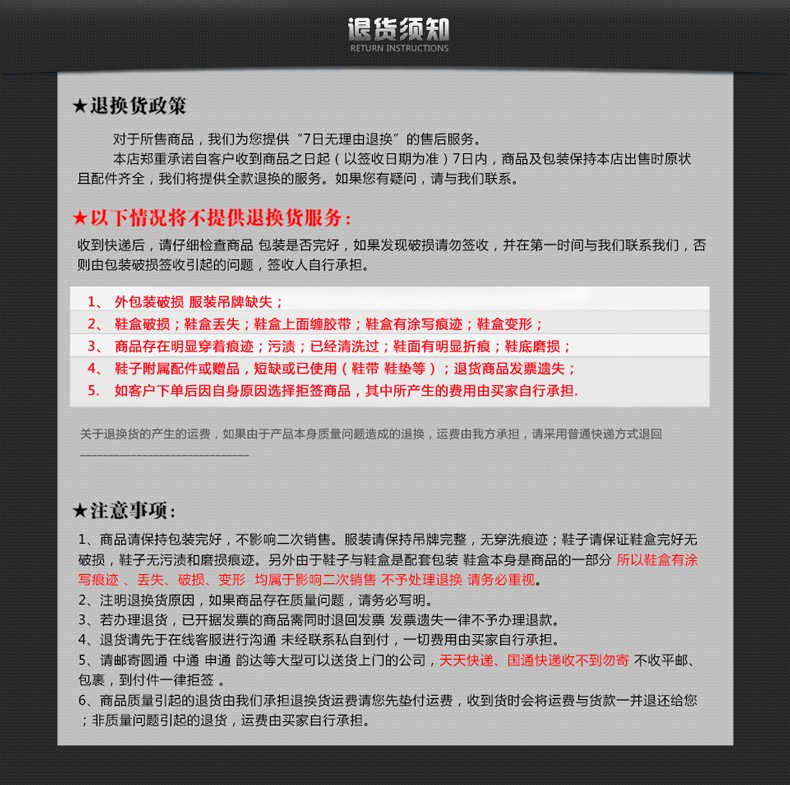 退货须知
RETURN INSTRUCTIONS
★退换货政策
对于所售商品，我们为您提供“7日无理由退换”的售后服务。
本店郑重承诺自客户收到商品之日起（以签收日期为准）7日内，商品及包装保持本店出售时原状
且配件齐全，我们将提供全款退换的服务。如果您有疑问，请与我们联系。
★以下情况将不提供退换货服务：
收到快递后，请仔细检查商品 包装是否完好，如果发现破损请勿签收，并在第一时间与我们联系我们，否
则由包装破损签收引起的问题，签收人自行承担。
1、 外包装破损 服装吊牌缺失；
2、 鞋盒破损；鞋盒丢失；鞋盒上面缠胶带；鞋盒有涂写痕迹；鞋盒变形；
3、 商品存在明显穿着痕迹；污渍；已经清洗过；鞋面有明显折痕；鞋底磨损；
4、 鞋子附属配件或赠品，短缺或已使用（鞋带 鞋垫等）；退货商品发票遗失；
5. 如客户下单后因自身原因选择拒签商品，其中所产生的费用由买家自行承担.
关于退换货的产生的运费，如果由于产品本身质量问题造成的退换，运费由我方承担，请采用普通快递方式退回
------------------------------
★注意事项：
1、商品请保持包装完好，不影响二次销售。服装请保持吊牌完整，无穿洗痕迹；鞋子请保证鞋盒完好无
破损，鞋子无污渍和磨损痕迹。另外由于鞋子与鞋盒是配套包装 鞋盒本身是商品的一部分 所以鞋盒有涂
写痕迹 、丢失、破损、变形 均属于影响二次销售 不予处理退换 请务必重视。
2、注明退换货原因，如果商品存在质量问题，请务必写明。
3、若办理退货，已开据发票的商品需同时退回发票 发票遗失一律不予办理退款。
4、退货请先于在线客服进行沟通 未经联系私自到付，一切费用由买家自行承担。
5、请邮寄圆通 中通 申通 韵达等大型可以送货上门的公司，天天快递、国通快递收不到勿寄 不收平邮、
包裹，到付件一律拒签 。
6、商品质量引起的退货由我们承担退换货运费请您先垫付运费，收到货时会将运费与货款一并退还给您
；非质量问题引起的退货，运费由买家自行承担。